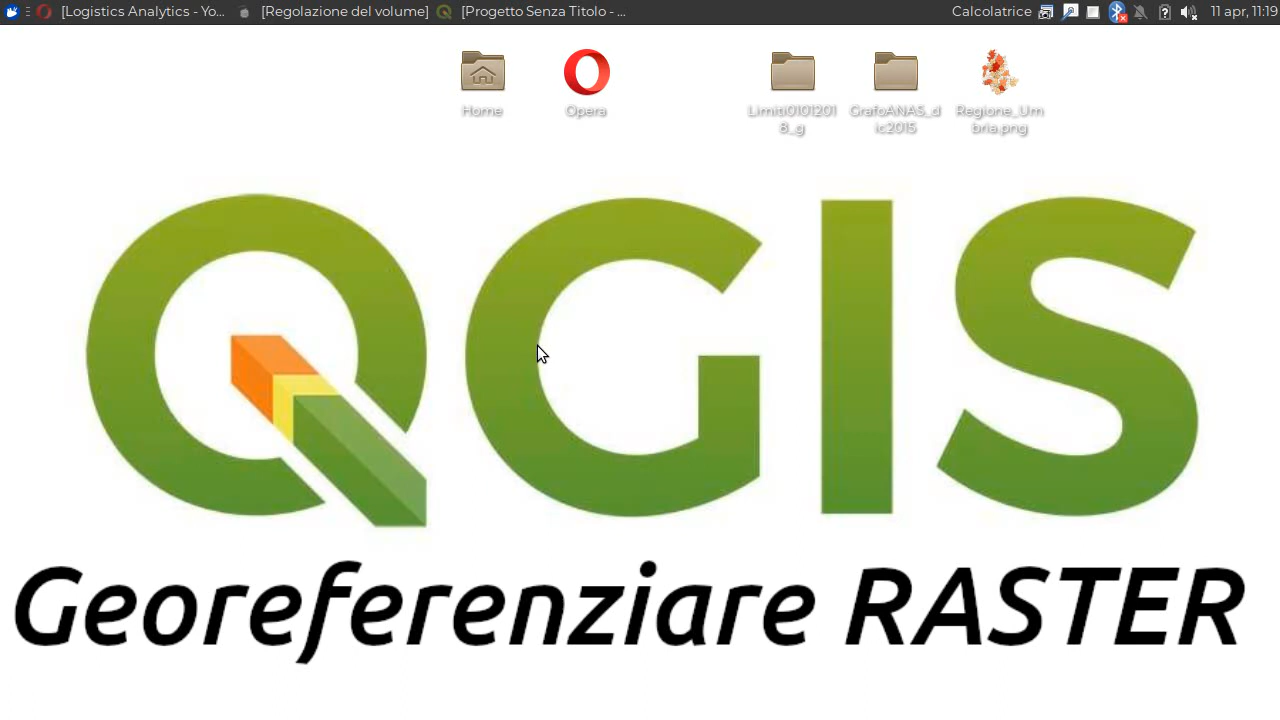 [Logistics Analytics - Yo... [Regolazione del volume] [Progetto Senza Titolo - ... Calcolatrice 11 apr, 11:19
Home
Opera
Limiti0101201
8_g
GrafoANAS_d
ic2015
Regione_Um
bria.png
QGIS
Georeferenziare RASTER